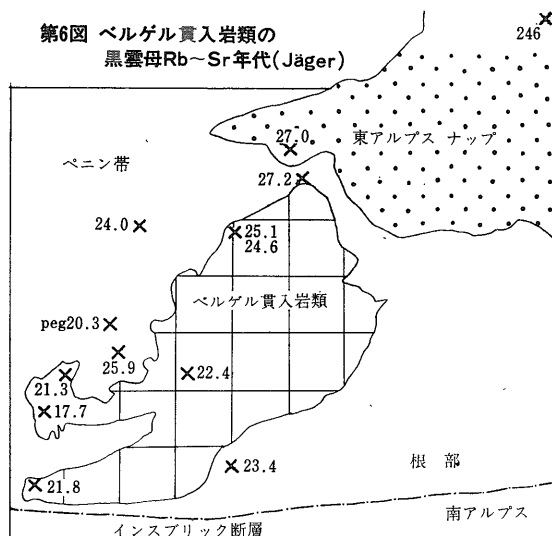 第6図 ベルゲル貫入岩類の
黒雲母Rb～Sr年代(Jäger)
246
27.0
東アルプス ナップ
ペニン帯
27.2
24.0
25.1
24.6
ベルゲル貫入岩類
peg20.3
25.9
22.4
21.3
17.7
23.4
根部
21.8
南アルプス
インスブリック断層